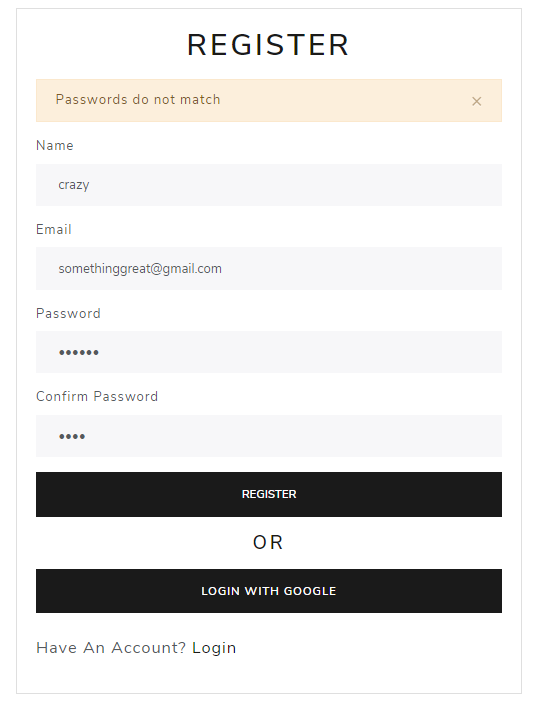 REGISTER
Passwords do not match ×
Name
crazy
Email
somethinggreat@gmail.com
Password
••••••
Confirm Password
••••
REGISTER
OR
LOGIN WITH GOOGLE
Have An Account? Login